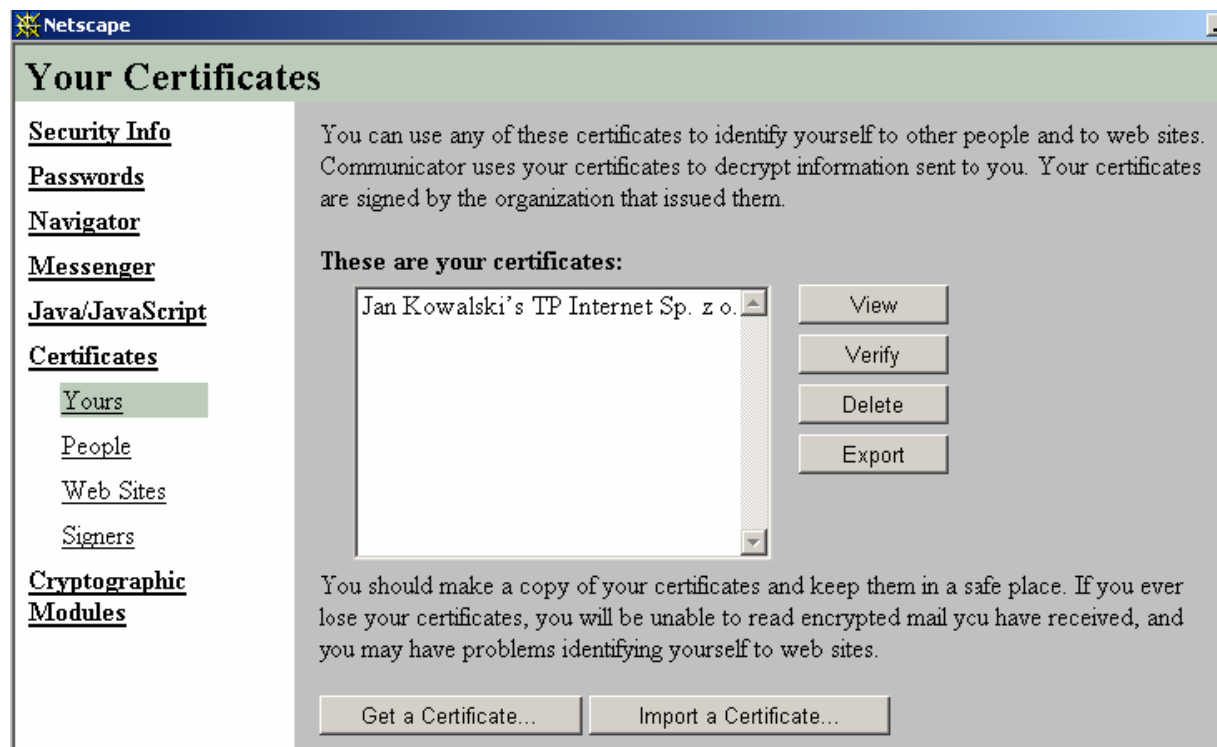 Netscape
Your Certificates
Security Info
Passwords
Navigator
Messenger
Java/JavaScript
Certificates
Yours
People
Web Sites
Signers
Cryptographic
Modules
You can use any of these certificates to identify yourself to other people and to web sites.
Communicator uses your certificates to decrypt information sent to you. Your certificates
are signed by the organization that issued them.
These are your certificates:
Jan Kowalski's TP Internet Sp. z o.
View
Verify
Delete
Export
You should make a copy of your certificates and keep them in a safe place. If you ever
lose your certificates, you will be unable to read encrypted mail ycu have received, and
you may have problems identifying yourself to web sites.
Get a Certificate...
Import a Certificate...